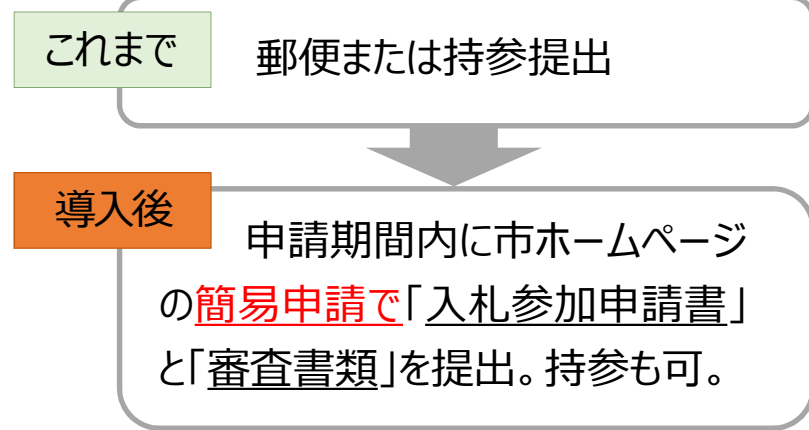 これまで
郵便または持参提出
導入後
申請期間内に市ホームページ
の簡易申請で「入札参加申請書」
と「審査書類」を提出。持参も可。